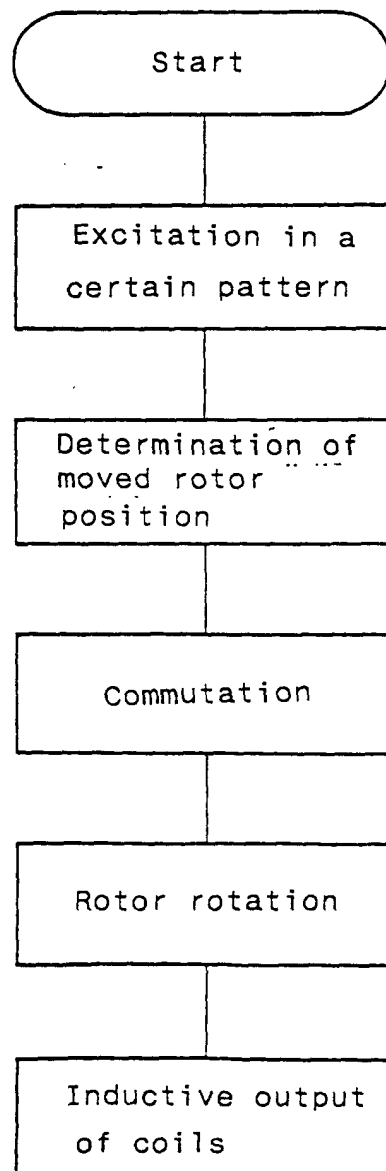 Start
Excitation in a
certain pattern
Determination of
moved rotor
position
Commutation
Rotor rotation
Inductive output
of coils